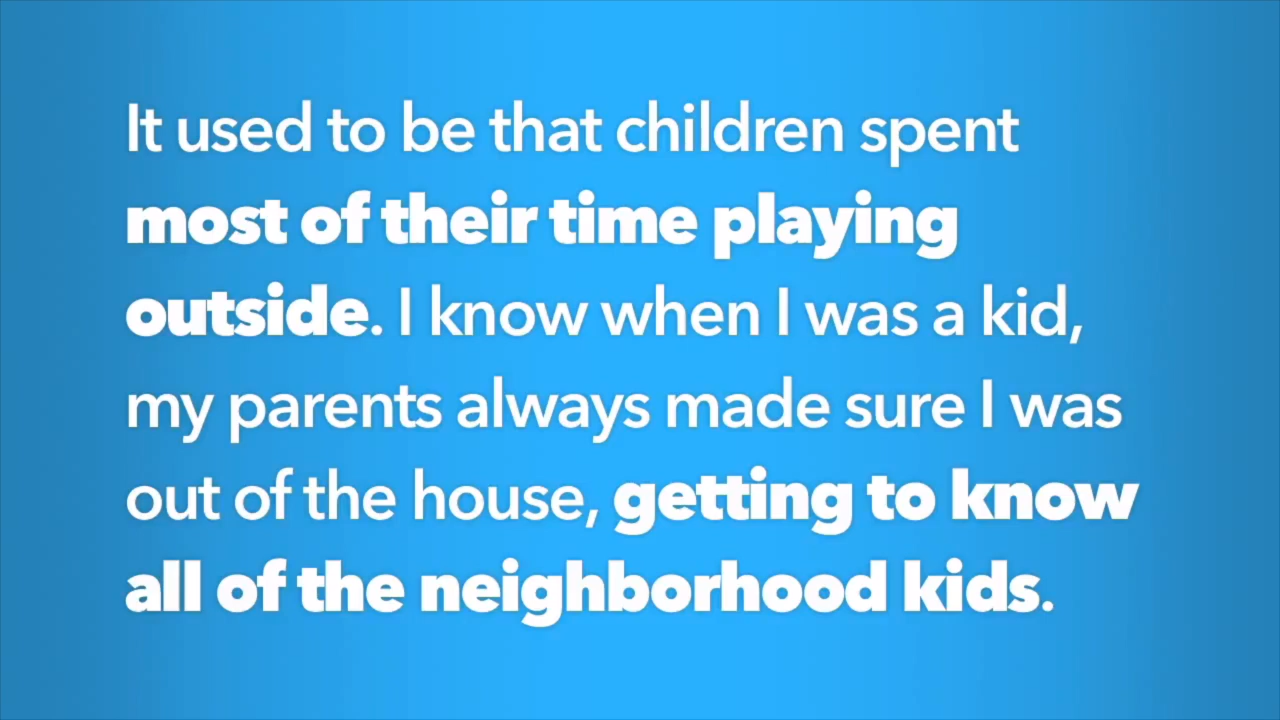 It used to be that children spent
most of their time playing
outside. I know when I was a kid,
my parents always made sure I was
out of the house, getting to know
all of the neighborhood kids.